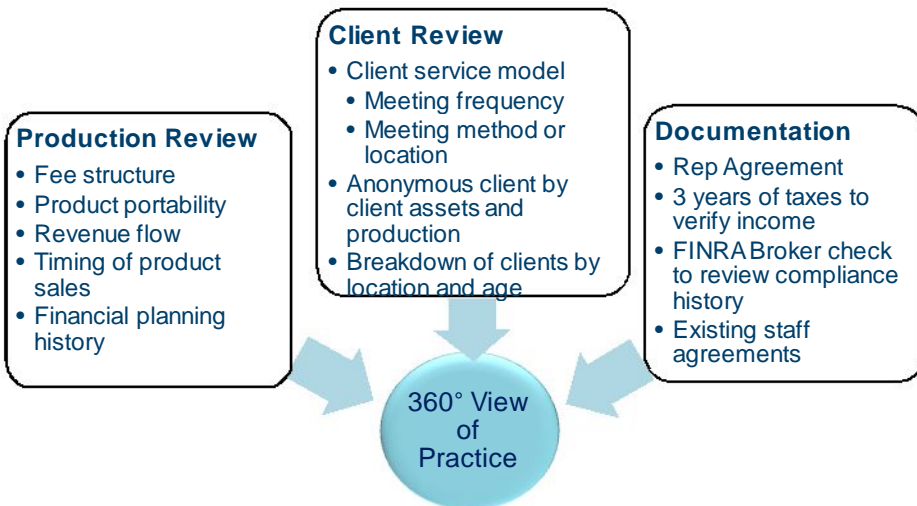 Production Review
• Fee structure
• Product portability
• Revenue flow
• Timing of product
sales
• Financial planning
history
Client Review
• Client service model
• Meeting frequency
• Meeting method or
location
• Anonymous client by
client assets and
production
• Breakdown of clients by
location and age
Documentation
• Rep Agreement
• 3 years of taxes to
verify income
• FINRA Broker check
to review compliance
history
• Existing staff
agreements
360° View
of
Practice